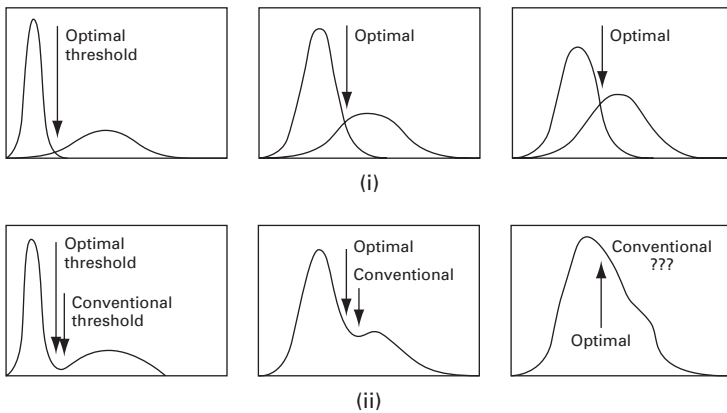 Optimal
threshold
Optimal
Optimal
(i)
Optimal
threshold
Conventional
threshold
Optimal
Conventional
Conventional
???
Optimal
(ii)